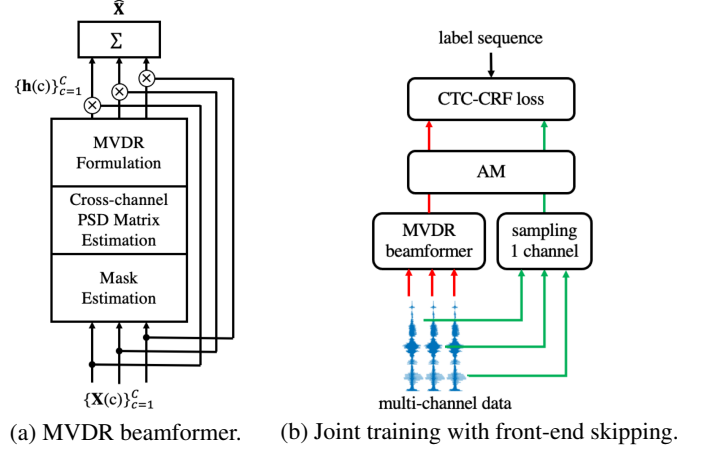 X̂
Σ
{h(c)}_{c=1}^{C}
× × ×
MVDR
Formulation
Cross-channel
PSD Matrix
Estimation
Mask
Estimation
{X(c)}_{c=1}^{C}
(a) MVDR beamformer.
label sequence
CTC-CRF loss
AM
MVDR
beamformer
sampling
1 channel
multi-channel data
(b) Joint training with front-end skipping.